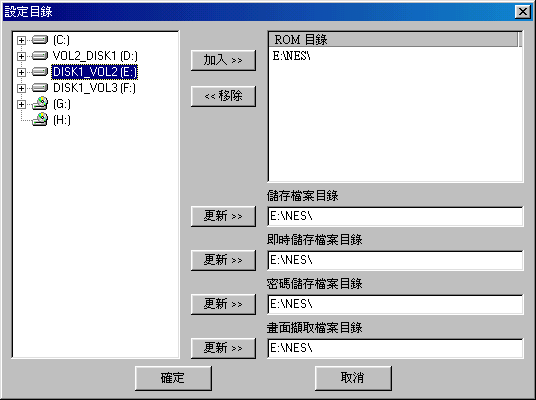 設定目錄
(C:)
VOL2_DISK1 (D:)
DISK1_VOL2 (E:)
DISK1_VOL3 (F:)
(G:)
(H:)
加入 >>
<< 移除
ROM 目錄
E:\NES\
儲存檔案目錄
更新 >>
E:\NES\
即時儲存檔案目錄
更新 >>
E:\NES\
密碼儲存檔案目錄
更新 >>
E:\NES\
畫面擷取檔案目錄
更新 >>
E:\NES\
確定
取消